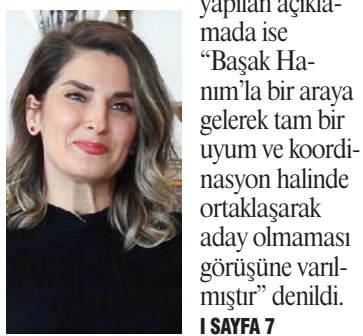 yapılan açıkla-
mada ise
“Başak Ha-
nım’la bir araya
gelerek tam bir
uyum ve koordi-
nasyon halinde
ortaklaşarak
aday olmaması
görüşüne varıl-
mıştır” denildi.
I SAYFA 7